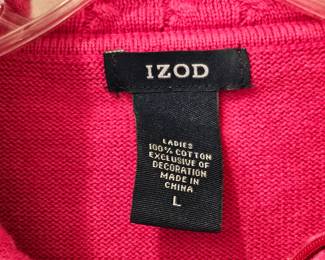 IZOD
LADIES
100% COTTON
EXCLUSIVE OF
DECORATION
MADE IN
CHINA
L